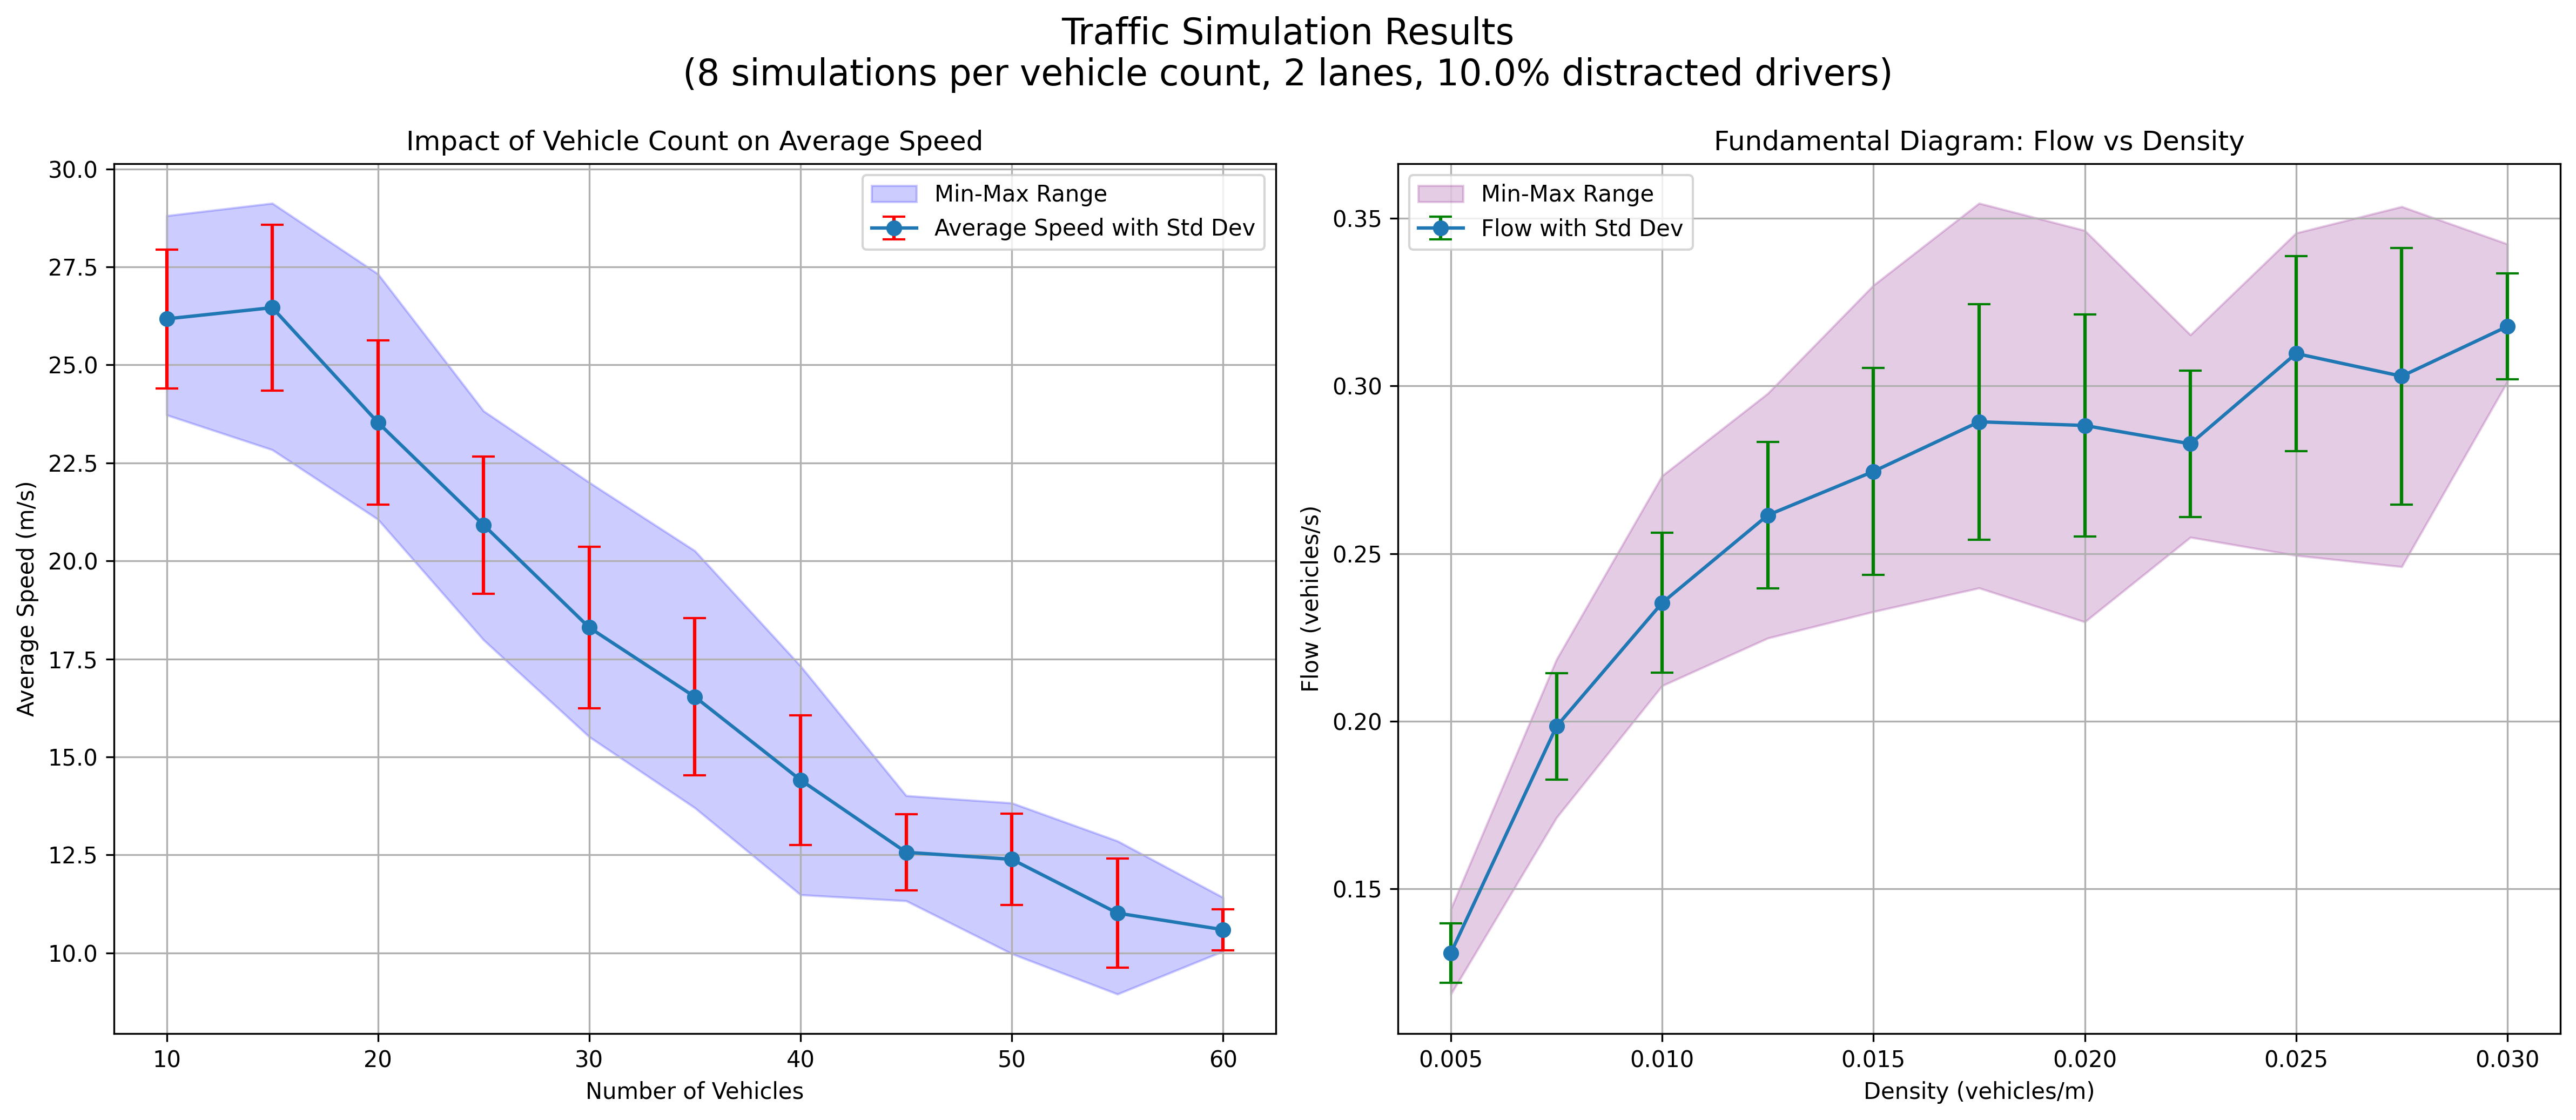 Traffic Simulation Results
(8 simulations per vehicle count, 2 lanes, 10.0% distracted drivers)
Impact of Vehicle Count on Average Speed
30.0
27.5
25.0
22.5
20.0
17.5
15.0
12.5
10.0
Average Speed (m/s)
Min-Max Range
Average Speed with Std Dev
10
20
30
40
50
60
Number of Vehicles
Fundamental Diagram: Flow vs Density
0.35
0.30
0.25
0.20
0.15
Flow (vehicles/s)
Min-Max Range
Flow with Std Dev
0.005
0.010
0.015
0.020
0.025
0.030
Density (vehicles/m)